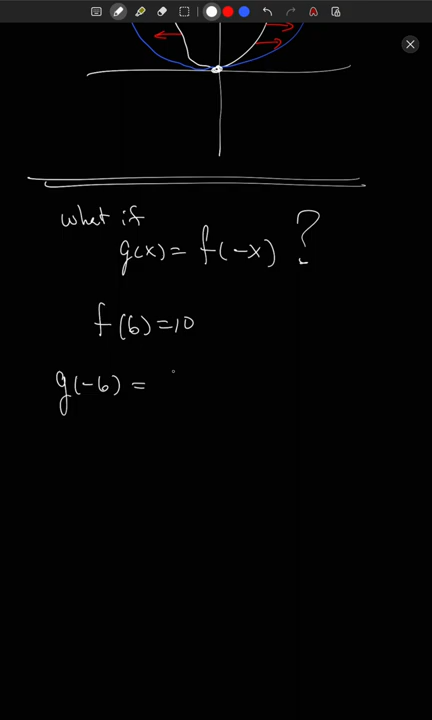 what if
g(x) = f(-x) ?
f(6) = 10
g(-6) =